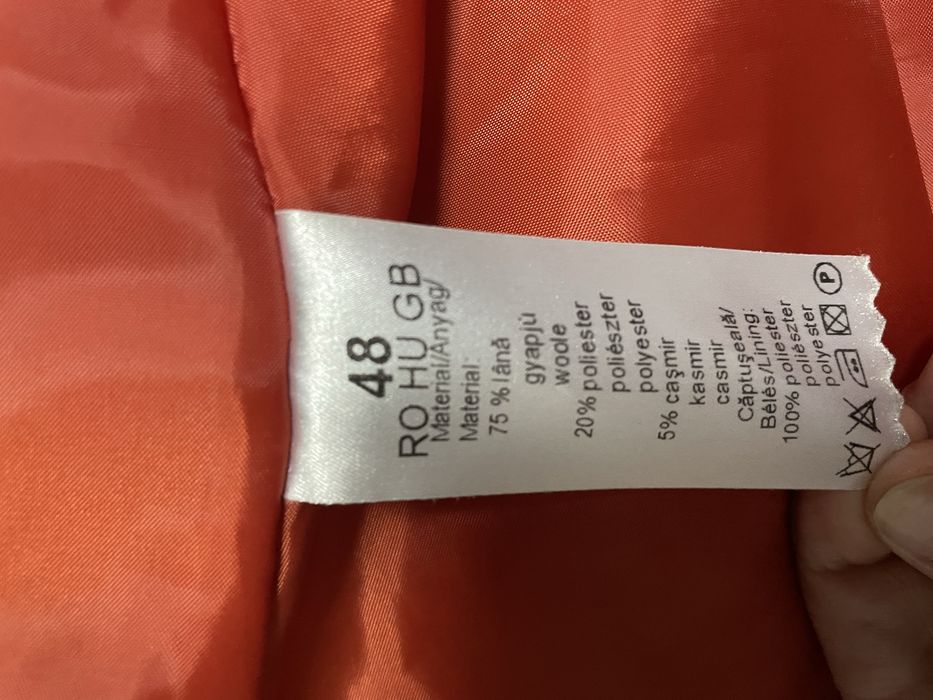 48
RO HU GB
Material/Anyag/
Material:
75 % lână
gyapjù
woole
20% poliester
poliészter
polyester
5% caşmir
kasmir
casmir
Căptuşeală/
Bélés/Lining:
100% poliester
poliészter
polyester
P